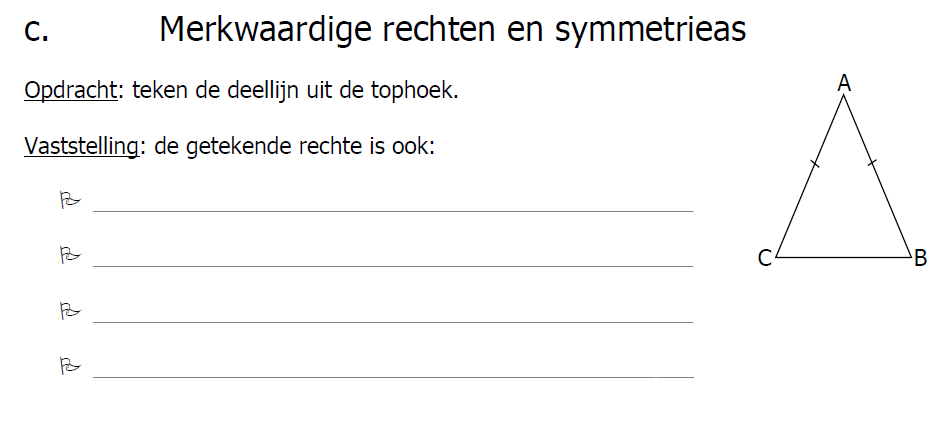 c. Merkwaardige rechten en symmetrieas
Opdracht: teken de deellijn uit de tophoek.
Vaststelling: de getekende rechte is ook:
A
C
B